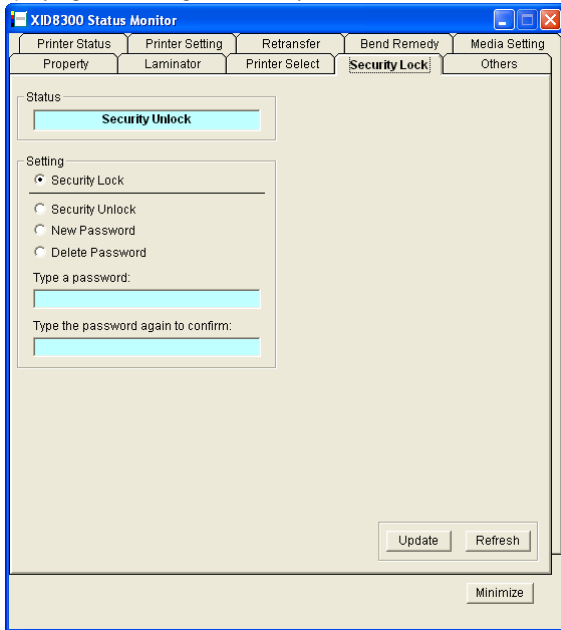 XID8300 Status Monitor
Printer Status Printer Setting Retransfer Bend Remedy Media Setting
Property Laminator Printer Select Security Lock Others
Status
Security Unlock
Setting
Security Lock
Security Unlock
New Password
Delete Password
Type a password:
Type the password again to confirm:
Update Refresh
Minimize